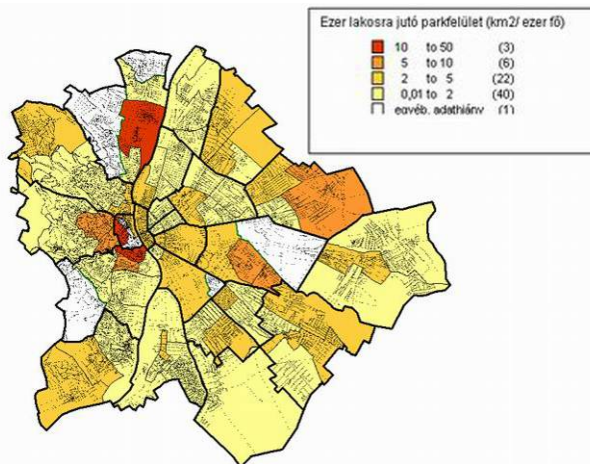 Ezer lakosra jutó parkfelület (km2/ ezer fő)
10 to 50 (3)
5 to 10 (6)
2 to 5 (22)
0,01 to 2 (40)
egyéb, adathiány (1)